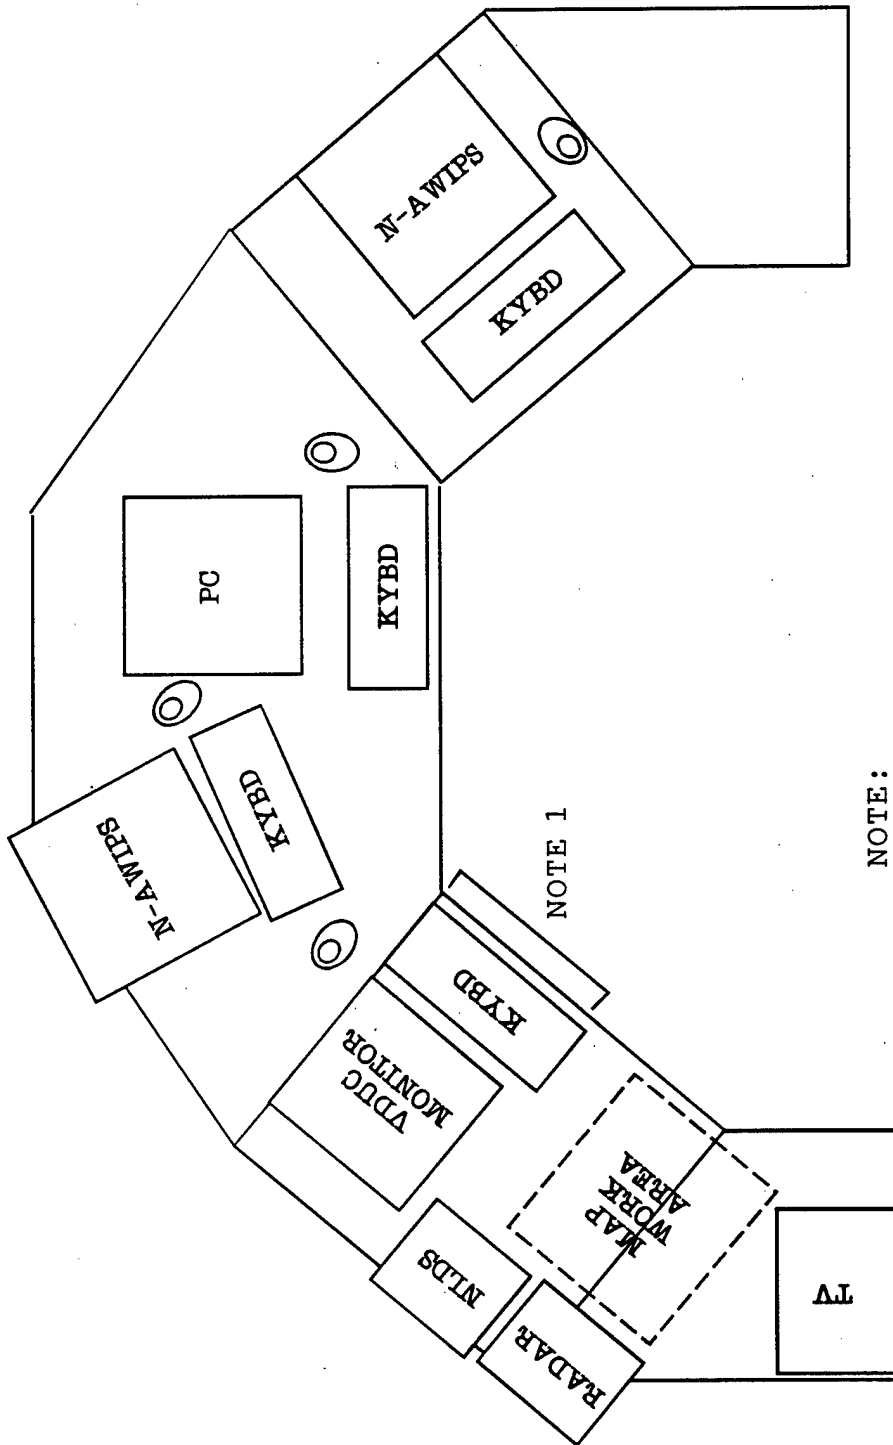 N-AWIPS
KYBD
PC
KYBD
N-AWIPS
KYBD
NOTE 1
NOTE:
KYBD
VDUC
MONITOR
NLDS
RADAR
MAP
WORK
AREA
TV